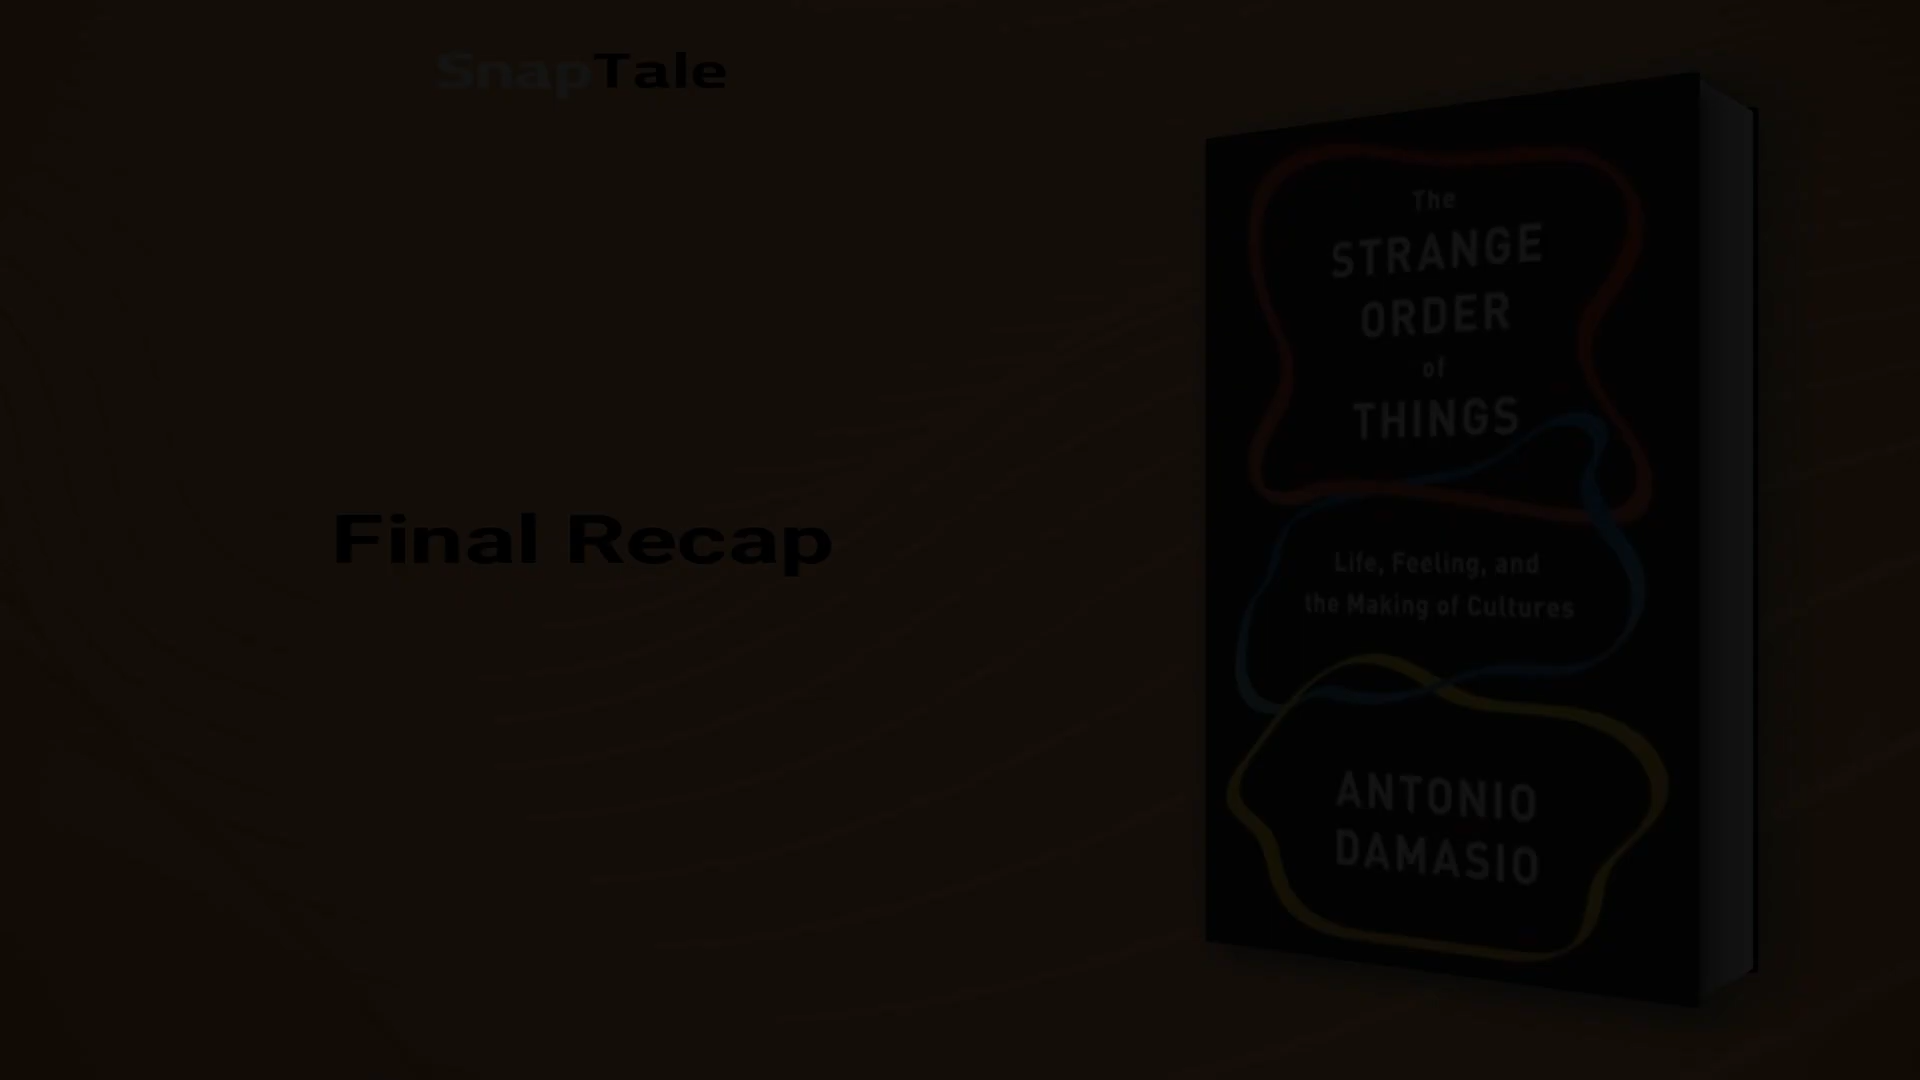 SnapTale
Final Recap
The
STRANGE
ORDER
of
THINGS
Life, Feeling, and
the Making of Cultures
ANTONIO
DAMASIO